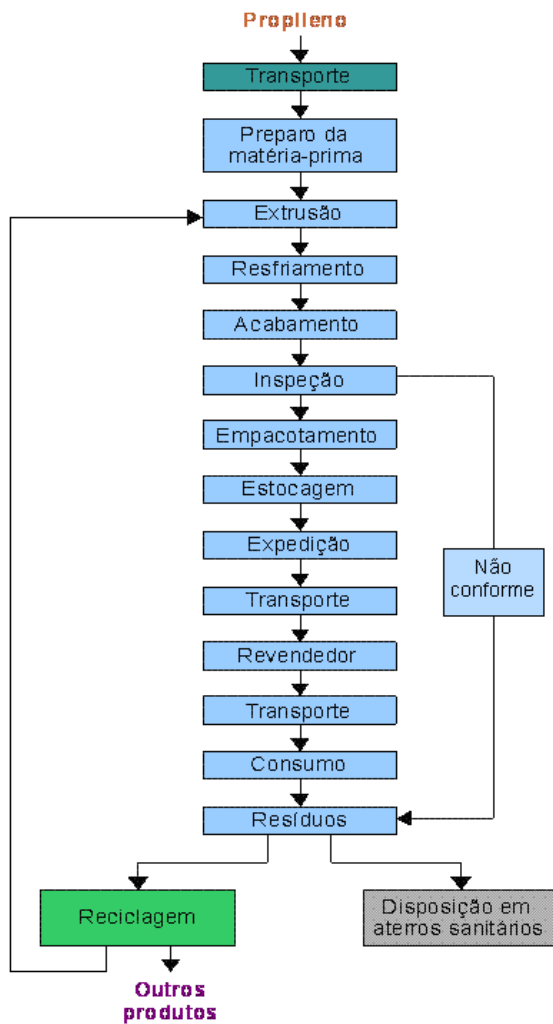 Proplleno
Transporte
Preparo da
matéria-prima
Extrusão
Resfriamento
Acabamento
Inspeção
Empacotamento
Estocagem
Expedição
Não
conforme
Transporte
Revendedor
Transporte
Consumo
Resíduos
Reciclagem
Disposição em
aterros sanitários
Outros
produtos